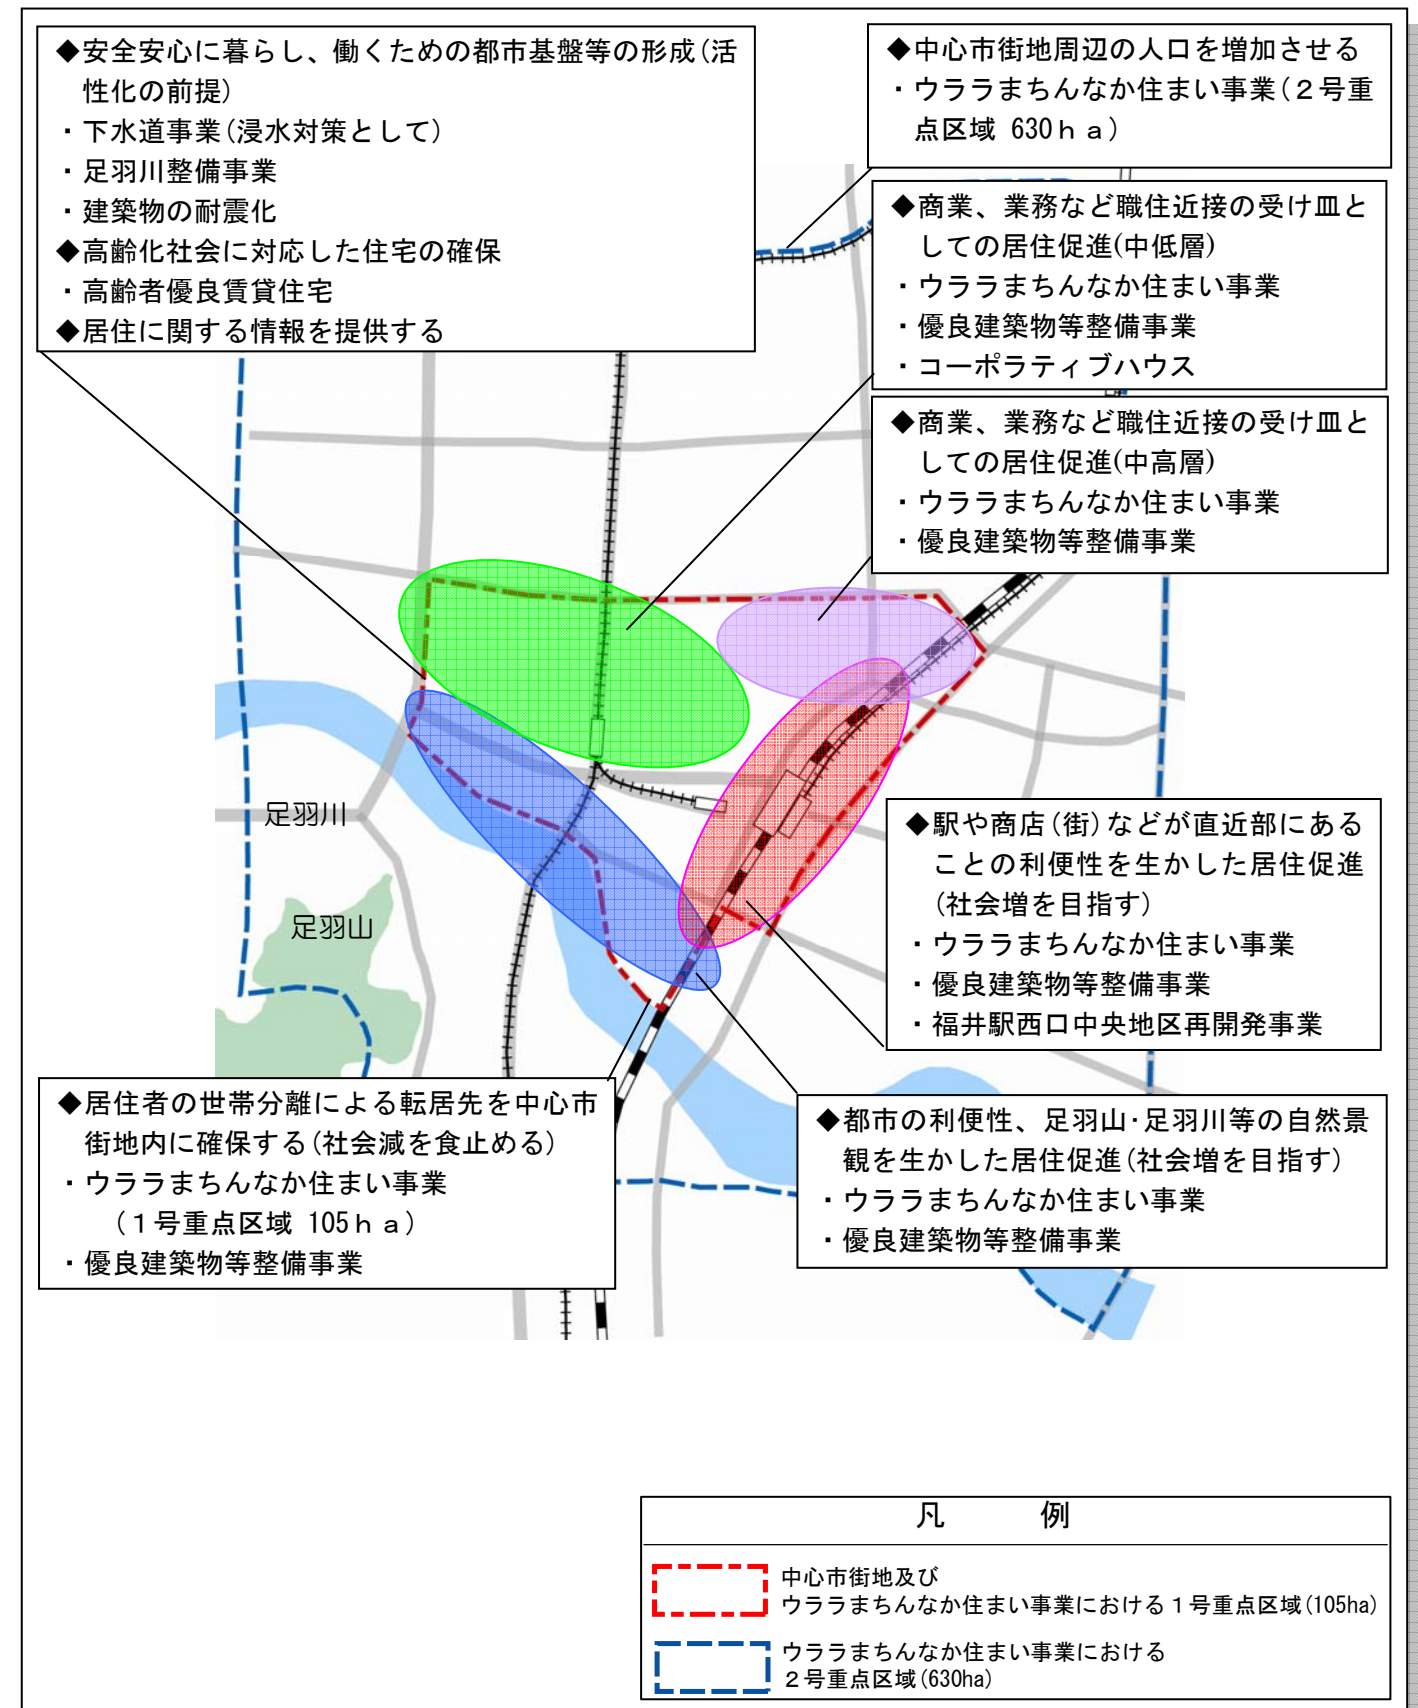 ◆安全安心に暮らし、働くための都市基盤等の形成(活
性化の前提)
・下水道事業(浸水対策として)
・足羽川整備事業
・建築物の耐震化
◆高齢化社会に対応した住宅の確保
・高齢者優良賃貸住宅
◆居住に関する情報を提供する
◆中心市街地周辺の人口を増加させる
・ウララまちんなか住まい事業(２号重
点区域 630ｈａ)
◆商業、業務など職住近接の受け皿と
しての居住促進(中低層)
・ウララまちんなか住まい事業
・優良建築物等整備事業
・コーポラティブハウス
◆商業、業務など職住近接の受け皿と
しての居住促進(中高層)
・ウララまちんなか住まい事業
・優良建築物等整備事業
足羽川
足羽山
◆駅や商店(街)などが直近部にある
ことの利便性を生かした居住促進
(社会増を目指す)
・ウララまちんなか住まい事業
・優良建築物等整備事業
・福井駅西口中央地区再開発事業
◆居住者の世帯分離による転居先を中心市
街地内に確保する(社会減を食止める)
・ウララまちんなか住まい事業
(１号重点区域 105ｈａ)
・優良建築物等整備事業
◆都市の利便性、足羽山･足羽川等の自然景
観を生かした居住促進(社会増を目指す)
・ウララまちんなか住まい事業
・優良建築物等整備事業
凡　例
中心市街地及び
ウララまちんなか住まい事業における１号重点区域(105ha)
ウララまちんなか住まい事業における
２号重点区域(630ha)